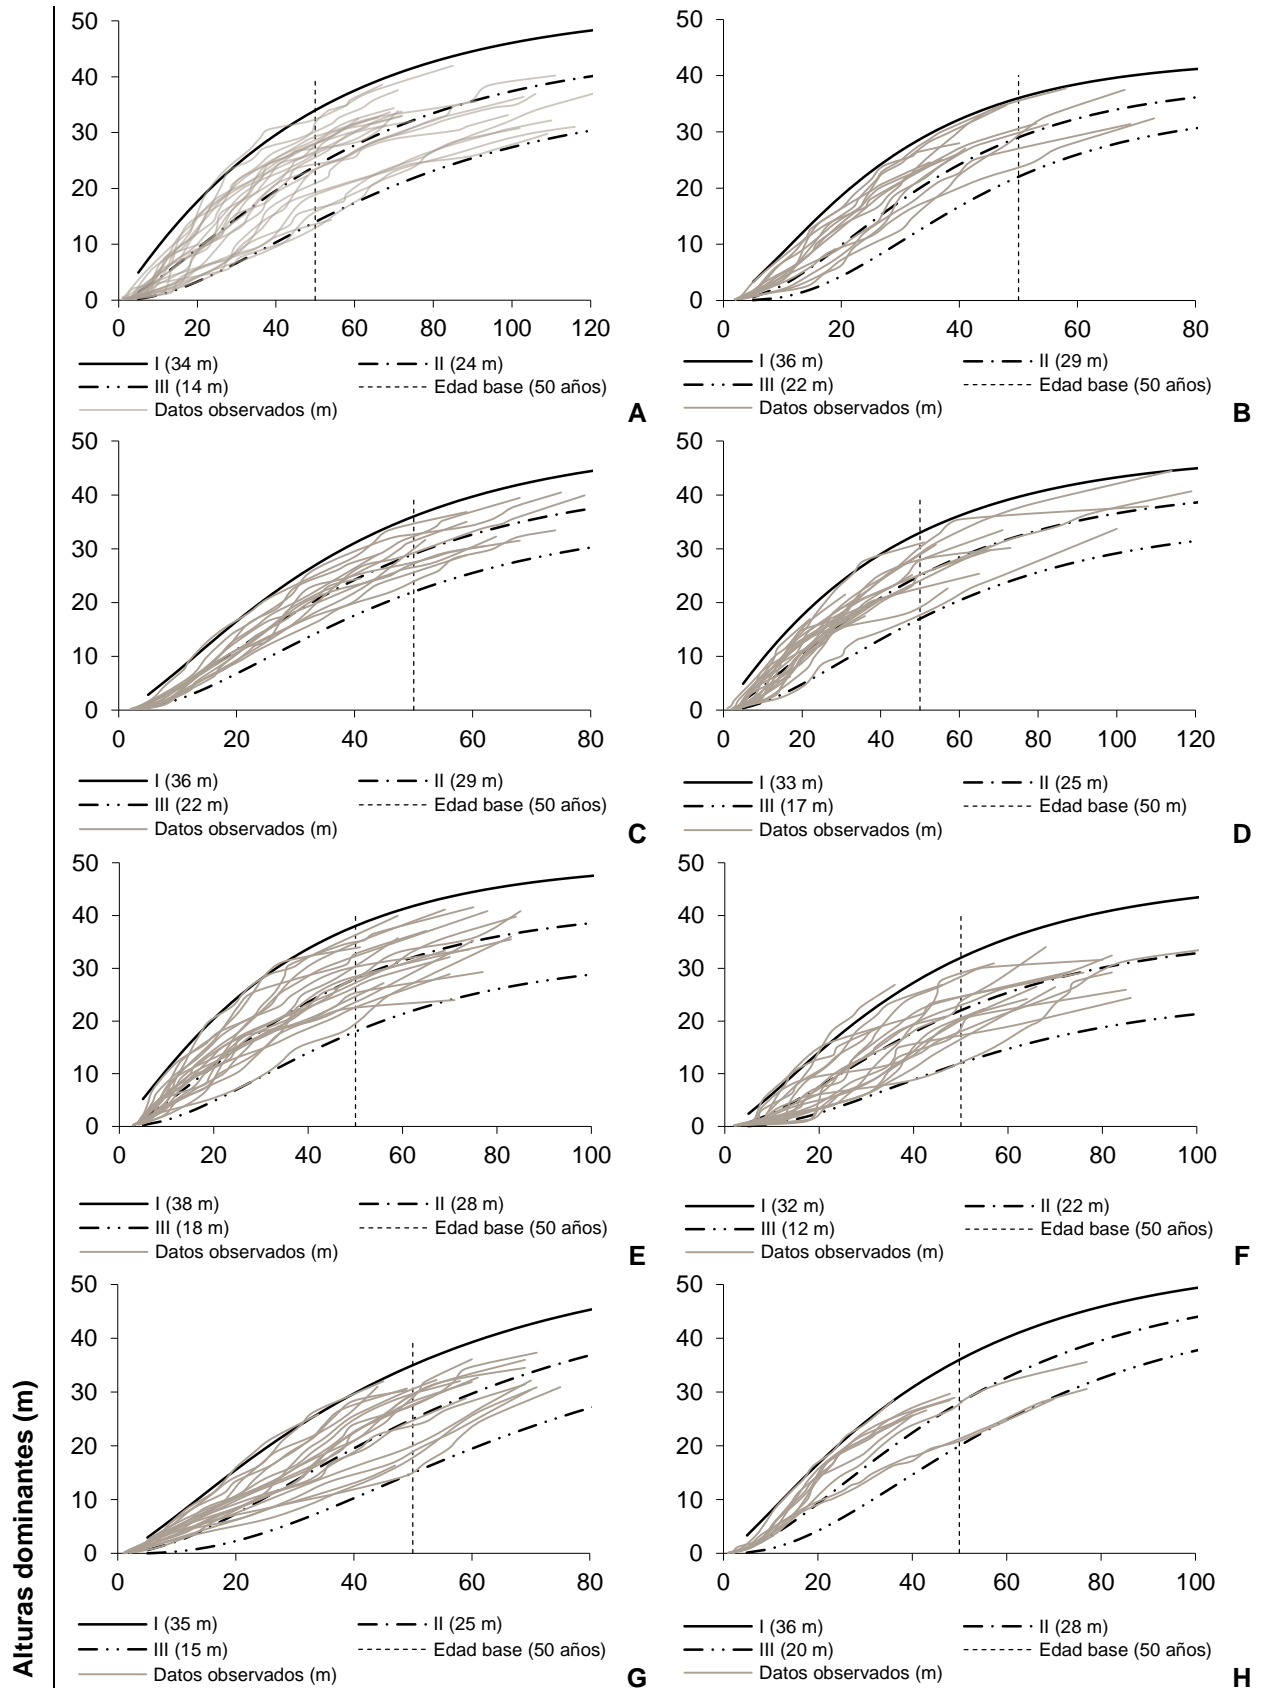 Alturas dominantes (m)
50
40
30
20
10
0
0 20 40 60 80 100 120
I (34 m) II (24 m)
III (14 m) Edad base (50 años)
Datos observados (m)
A
50
40
30
20
10
0
0 20 40 60 80
I (36 m) II (29 m)
III (22 m) Edad base (50 años)
Datos observados (m)
B
50
40
30
20
10
0
0 20 40 60 80
I (36 m) II (29 m)
III (22 m) Edad base (50 años)
Datos observados (m)
C
50
40
30
20
10
0
0 20 40 60 80 100 120
I (33 m) II (25 m)
III (17 m) Edad base (50 m)
Datos observados (m)
D
50
40
30
20
10
0
0 20 40 60 80 100
I (38 m) II (28 m)
III (18 m) Edad base (50 años)
Datos observados (m)
E
50
40
30
20
10
0
0 20 40 60 80 100
I (32 m) II (22 m)
III (12 m) Edad base (50 años)
Datos observados (m)
F
50
40
30
20
10
0
0 20 40 60 80
I (35 m) II (25 m)
III (15 m) Edad base (50 años)
Datos observados (m)
G
50
40
30
20
10
0
0 20 40 60 80 100
I (36 m) II (28 m)
III (20 m) Edad base (50 años)
Datos observados (m)
H